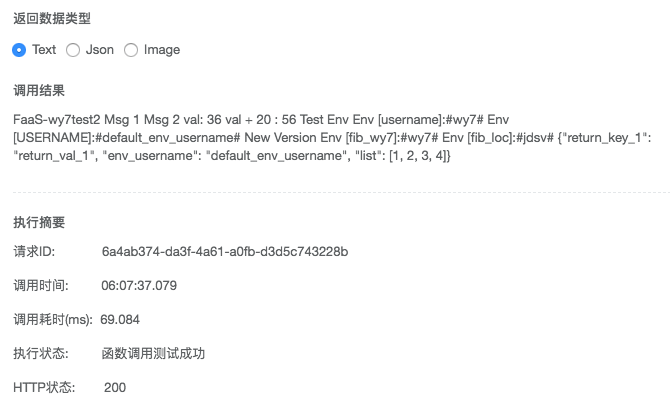 返回数据类型
Text Json Image
调用结果
FaaS-wy7test2 Msg 1 Msg 2 val: 36 val + 20 : 56 Test Env Env [username]:#wy7# Env
[USERNAME]:#default_env_username# New Version Env [fib_wy7]:#wy7# Env [fib_loc]:#jdsv# {"return_key_1":
"return_val_1", "env_username": "default_env_username", "list": [1, 2, 3, 4]}
执行摘要
请求ID: 6a4ab374-da3f-4a61-a0fb-d3d5c743228b
调用时间: 06:07:37.079
调用耗时(ms): 69.084
执行状态: 函数调用测试成功
HTTP状态: 200